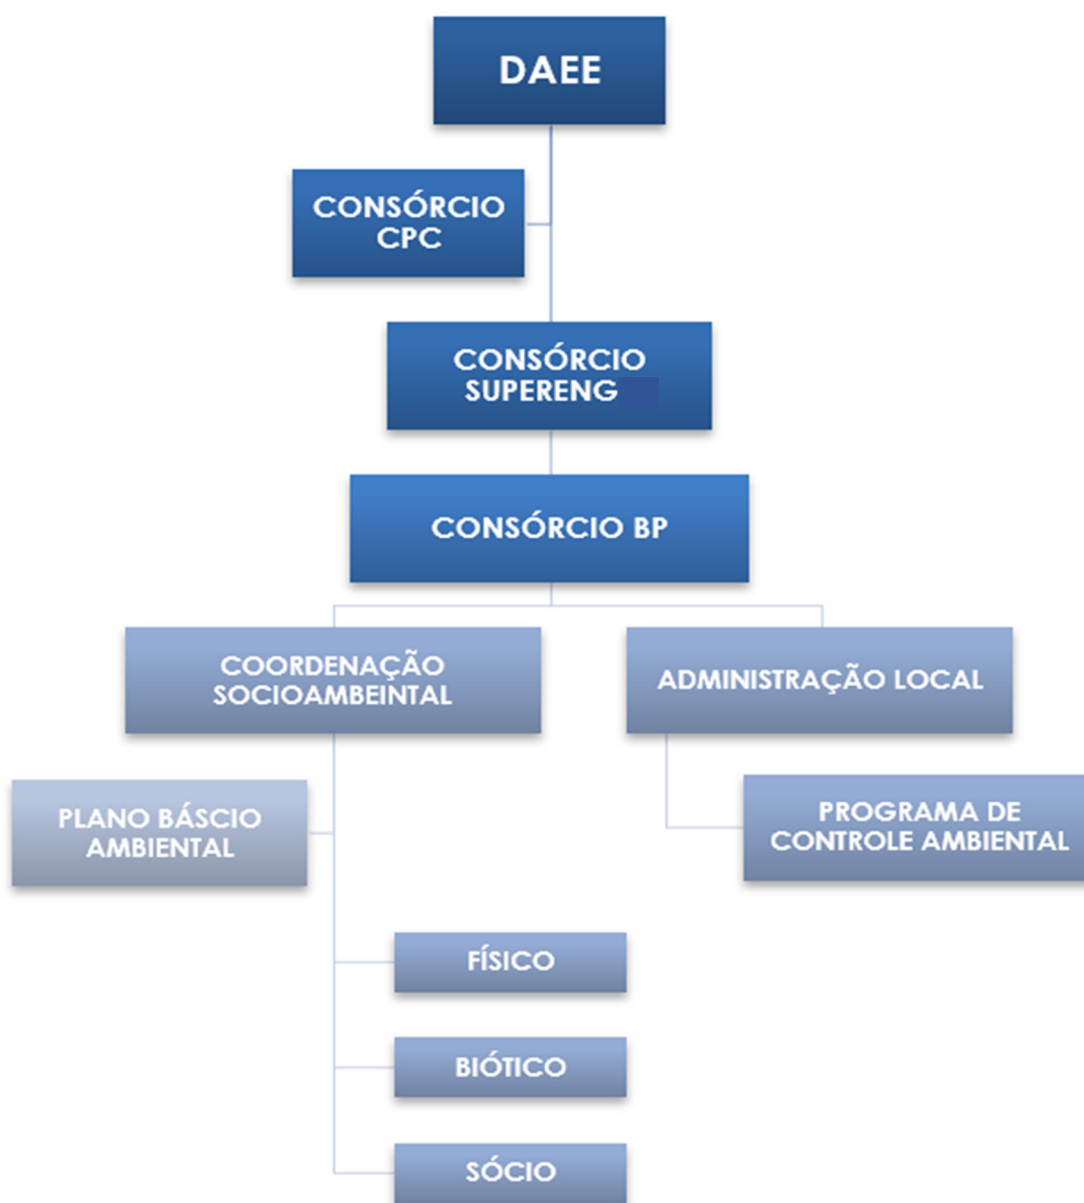 DAEE
CONSÓRCIO
CPC
CONSÓRCIO
SUPERENG
CONSÓRCIO BP
COORDENAÇÃO
SOCIOAMBEINTAL
ADMINISTRAÇÃO LOCAL
PLANO BÁSCIO
AMBIENTAL
PROGRAMA DE
CONTROLE AMBIENTAL
FÍSICO
BIÓTICO
SÓCIO